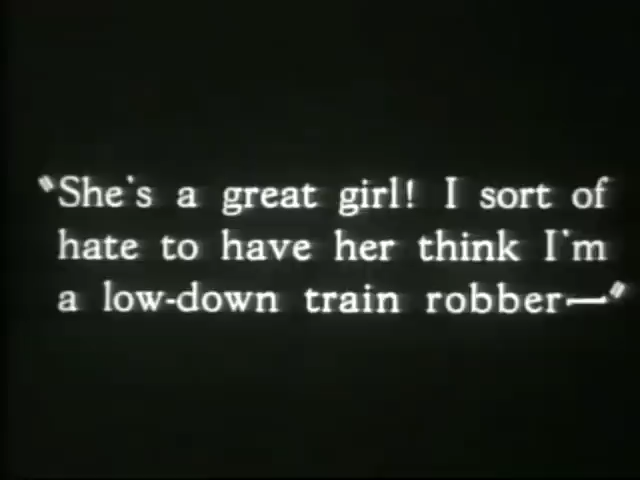 "She's a great girl! I sort of
hate to have her think I'm
a low-down train robber—"